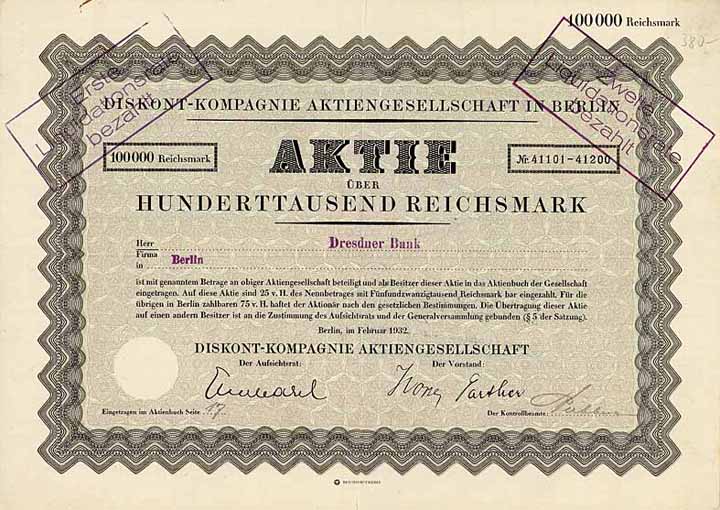 100 000 Reichsmark
380.-
Erste
Liquidationsrate
bezahlt
Zweite
Liquidationsrate
bezahlt
DISKONT-KOMPAGNIE AKTIENGESELLSCHAFT IN BERLIN
AKTIE
100 000 Reichsmark
Nr. 41101-41200
ÜBER
HUNDERTTAUSEND REICHSMARK
Herr
Firma Dresdner Bank
in Berlin
ist mit genanntem Betrage an obiger Aktiengesellschaft beteiligt und als Besitzer dieser Aktie in das Aktienbuch der Gesellschaft
eingetragen. Auf diese Aktie sind 25 v. H. des Nennbetrages mit Fünfundzwanzigtausend Reichsmark bar eingezahlt. Für die
übrigen in Berlin zahlbaren 75 v. H. haftet der Aktionär nach den gesetzlichen Bestimmungen. Die Übertragung dieser Aktie
auf einen andern Besitzer ist an die Zustimmung des Aufsichtsrats und der Generalversammlung gebunden (§ 5 der Satzung).
Berlin, im Februar 1932.
DISKONT-KOMPAGNIE AKTIENGESELLSCHAFT
Der Aufsichtsrat: Der Vorstand:
Eingetragen im Aktienbuch Seite 17
Der Kontrollbeamte: